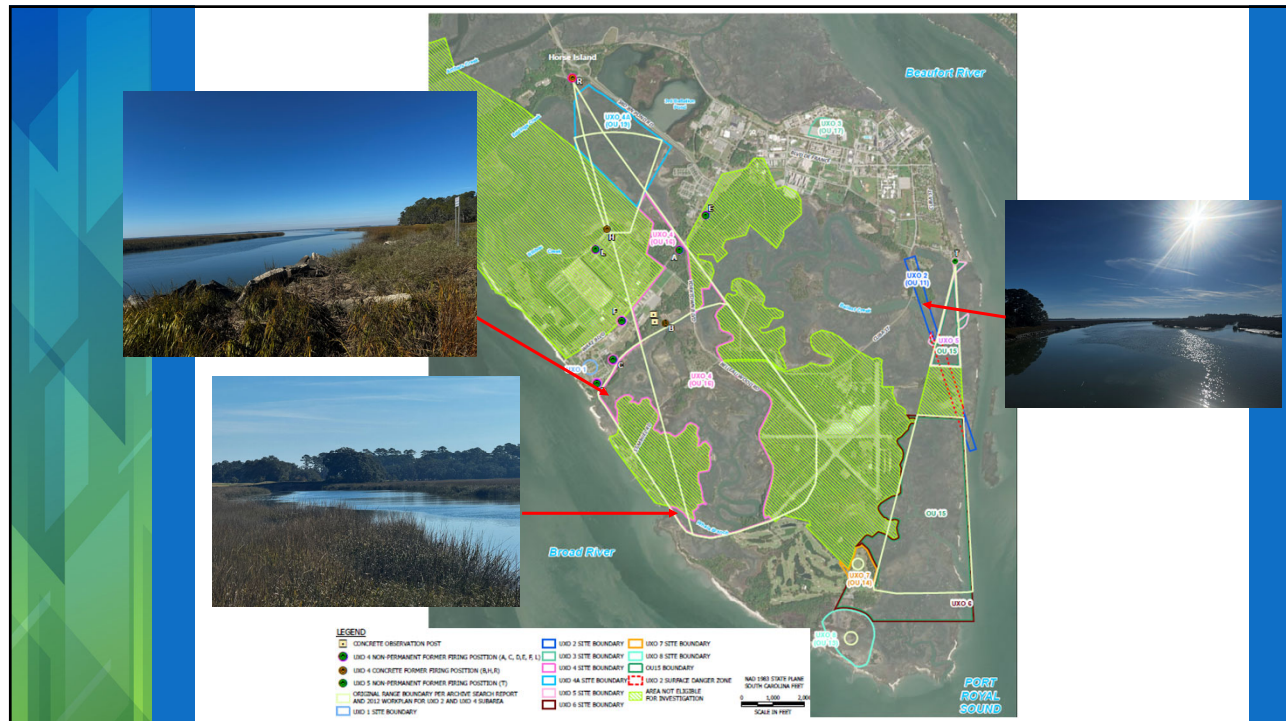 Horse Island
R
Beaufort River
UXO 4A
(OU 19)
UXO 3
(OU 17)
E
H
L
UXO 4
(OU 16)
A
T
UXO 2
(OU 11)
F
B
UXO 5
OU 15
UXO 1
C
UXO 4
(OU 16)
OU 15
Broad River
UXO 7
(OU 14)
UXO 6
PORT
ROYAL
SOUND
LEGEND
CONCRETE OBSERVATION POST
UXO 4 NON-PERMANENT FORMER FIRING POSITION (A, C, D,E, F, L)
UXO 4 CONCRETE FORMER FIRING POSITION (B,H,R)
UXO 5 NON-PERMANENT FORMER FIRING POSITION (T)
ORIGINAL RANGE BOUNDARY PER ARCHIVE SEARCH REPORT
AND 2012 WORKPLAN FOR UXO 2 AND UXO 4 SUBAREA
UXO 1 SITE BOUNDARY
UXO 2 SITE BOUNDARY
UXO 3 SITE BOUNDARY
UXO 4 SITE BOUNDARY
UXO 4A SITE BOUNDARY
UXO 5 SITE BOUNDARY
UXO 6 SITE BOUNDARY
UXO 7 SITE BOUNDARY
UXO 8 SITE BOUNDARY
OU15 BOUNDARY
UXO 2 SURFACE DANGER ZONE
AREA NOT ELIGIBLE
FOR INVESTIGATION
NAD 1983 STATE PLANE
SOUTH CAROLINA FEET
0 1,000 2,000
SCALE IN FEET